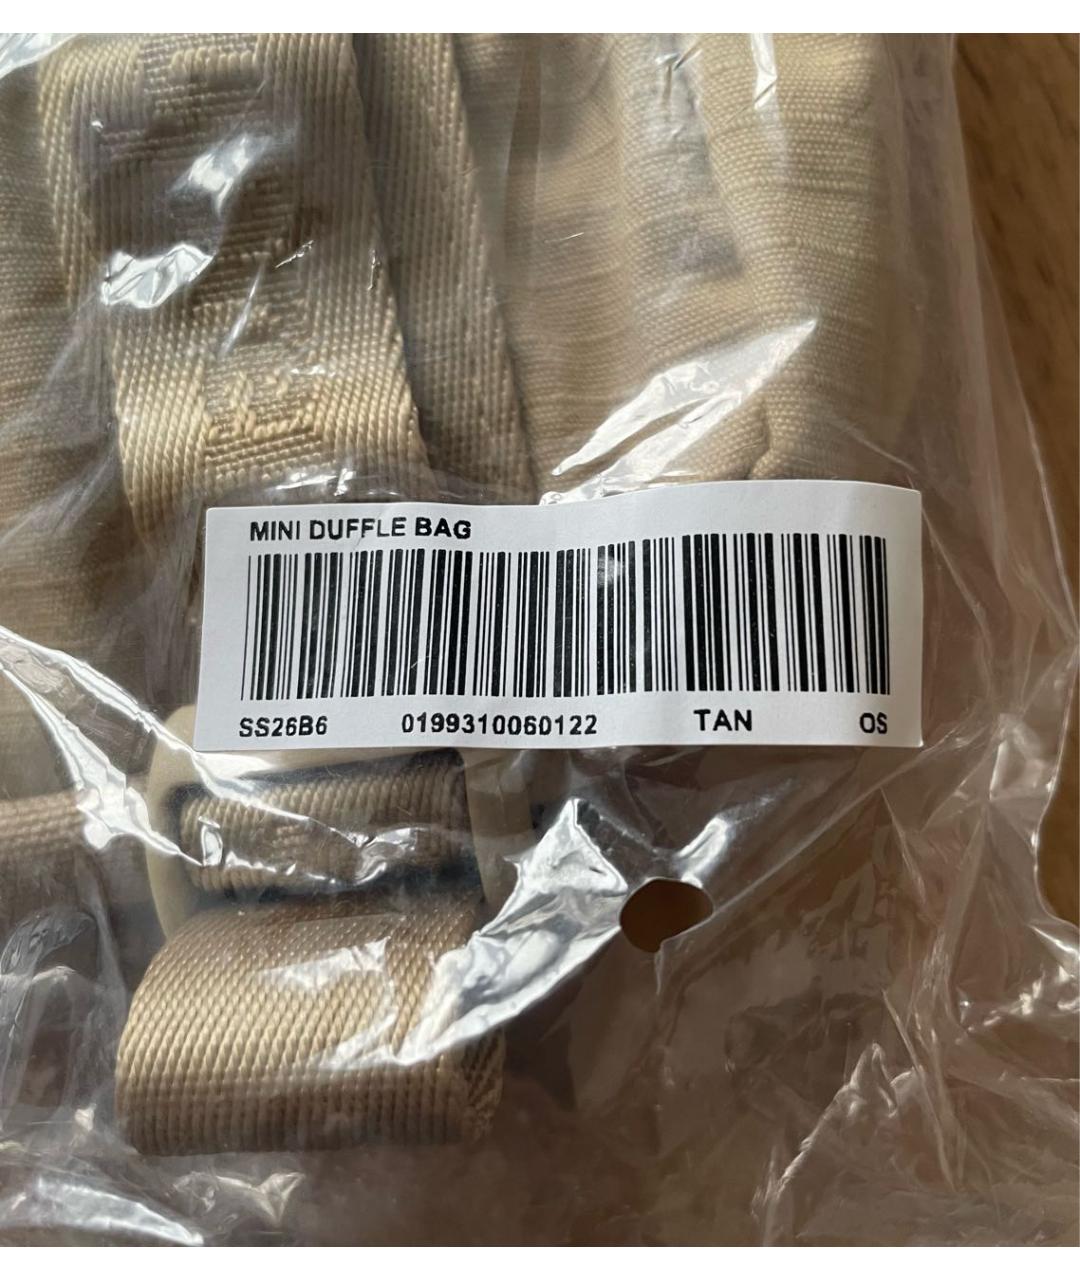 MINI DUFFLE BAG
SS26B6 0199310060122 TAN OS